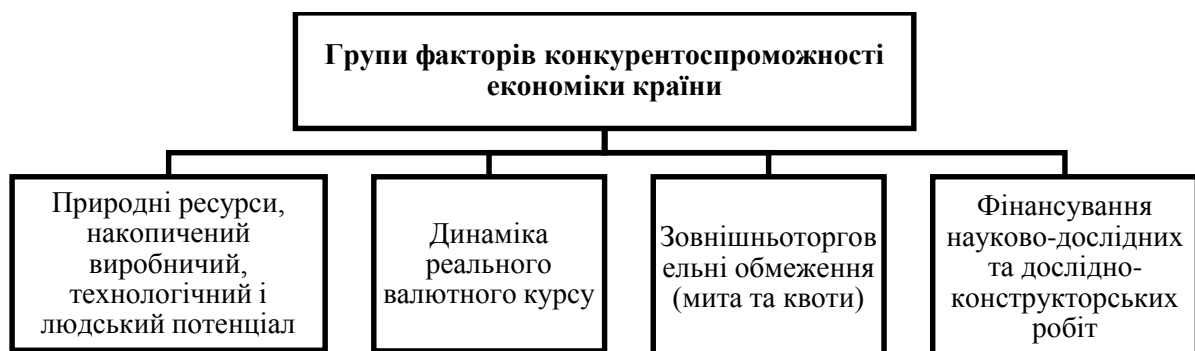 Групи факторів конкурентоспроможності
економіки країни
Природні ресурси,
накопичений
виробничий,
технологічний і
людський потенціал
Динаміка
реального
валютного курсу
Зовнішньоторгов
ельні обмеження
(мита та квоти)
Фінансування
науково-дослідних
та дослідно-
конструкторських
робіт